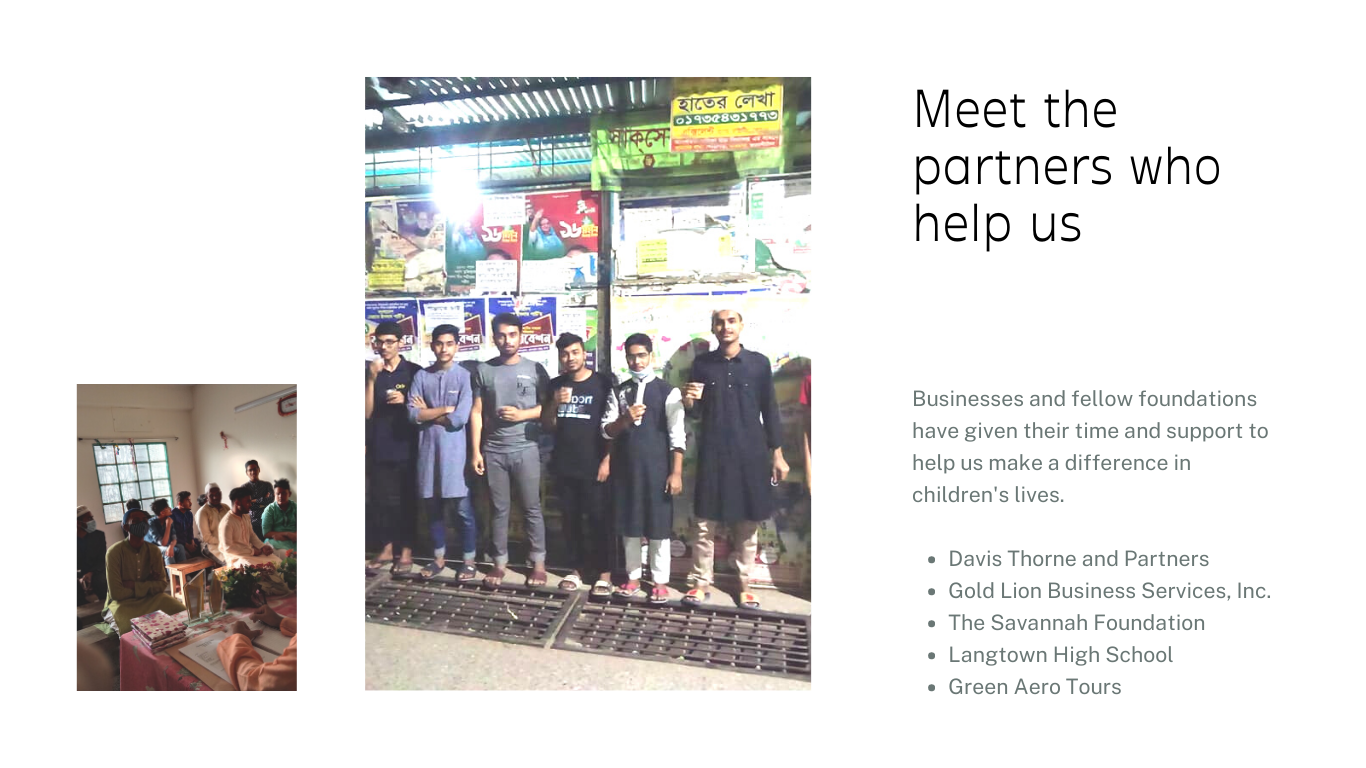 Meet the
partners who
help us
Businesses and fellow foundations
have given their time and support to
help us make a difference in
children's lives.
• Davis Thorne and Partners
• Gold Lion Business Services, Inc.
• The Savannah Foundation
• Langtown High School
• Green Aero Tours
হাতের লেখা
০১৭৩৫৪৩১৭৭৩
১৬
১৬